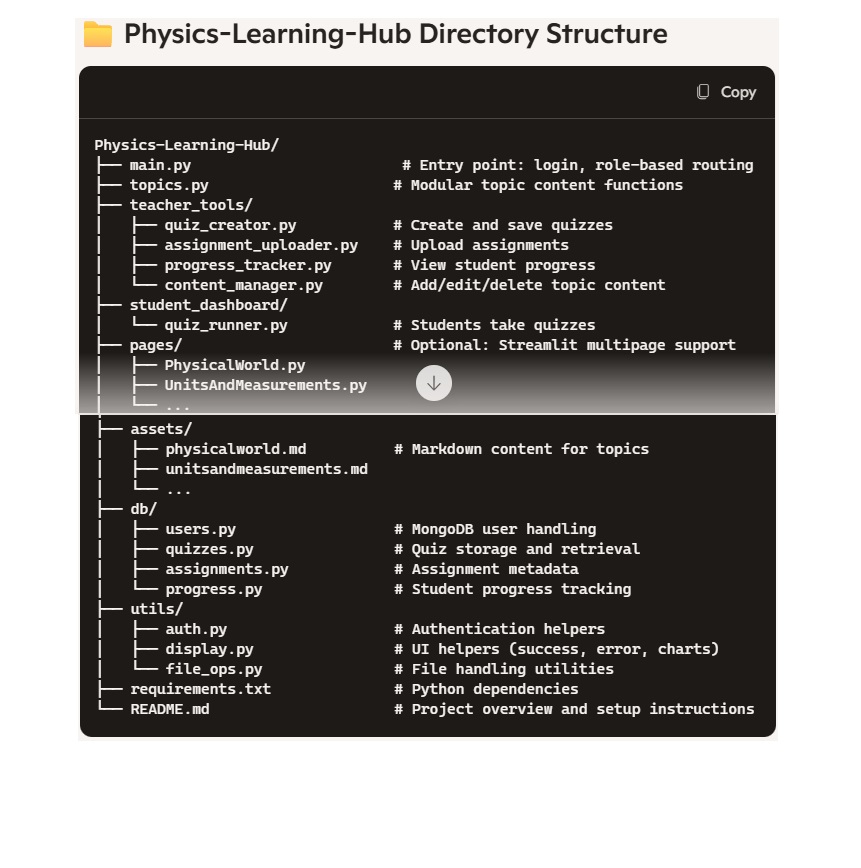 Physics-Learning-Hub Directory Structure
Copy
Physics-Learning-Hub/
├── main.py                        # Entry point: login, role-based routing
├── topics.py                     # Modular topic content functions
├── teacher_tools/
│   ├── quiz_creator.py           # Create and save quizzes
│   ├── assignment_uploader.py    # Upload assignments
│   ├── progress_tracker.py       # View student progress
│   └── content_manager.py        # Add/edit/delete topic content
├── student_dashboard/
│   └── quiz_runner.py            # Students take quizzes
├── pages/                        # Optional: Streamlit multipage support
│   ├── PhysicalWorld.py
│   ├── UnitsAndMeasurements.py
│   └── ...
├── assets/
│   ├── physicalworld.md          # Markdown content for topics
│   ├── unitsandmeasurements.md
│   └── ...
├── db/
│   ├── users.py                  # MongoDB user handling
│   ├── quizzes.py                # Quiz storage and retrieval
│   ├── assignments.py            # Assignment metadata
│   └── progress.py               # Student progress tracking
├── utils/
│   ├── auth.py                   # Authentication helpers
│   ├── display.py                # UI helpers (success, error, charts)
│   └── file_ops.py               # File handling utilities
├── requirements.txt              # Python dependencies
└── README.md                     # Project overview and setup instructions